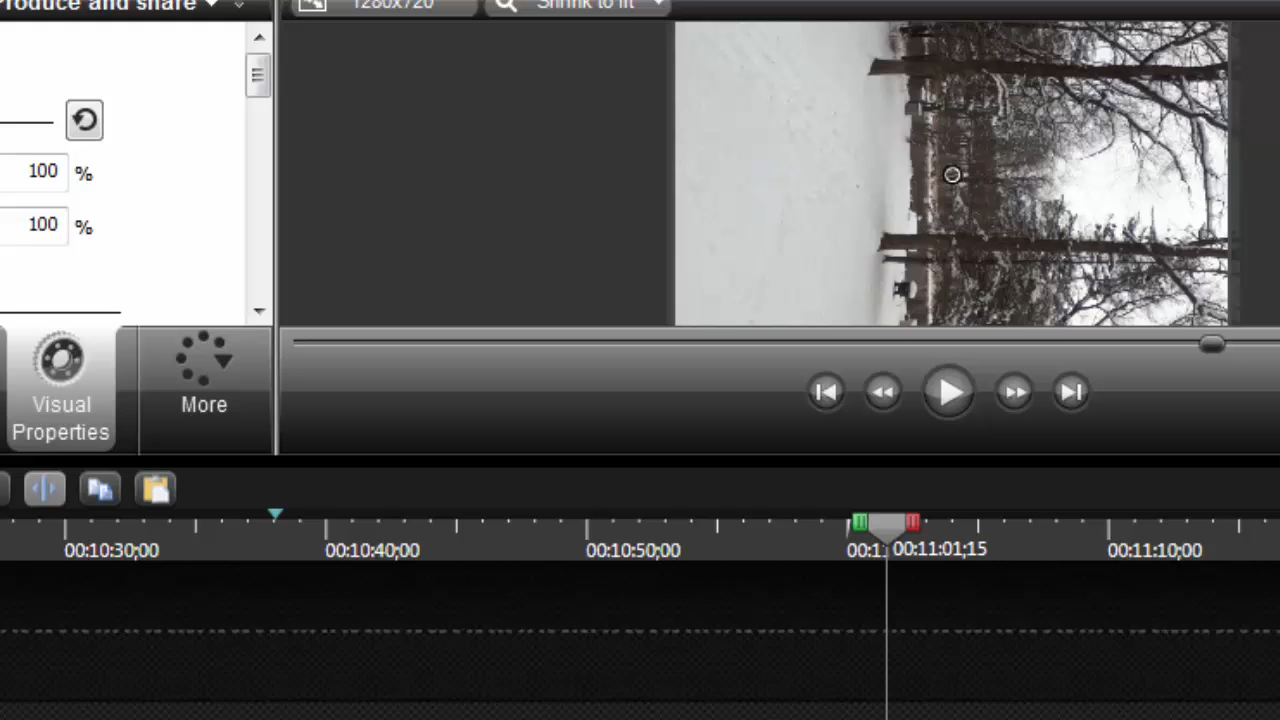 Produce and share
1280x720
Shrink to fit
100 %
100 %
Visual
Properties
More
00:10:30;00
00:10:40;00
00:10:50;00
00:11:01;15
00:11:10;00